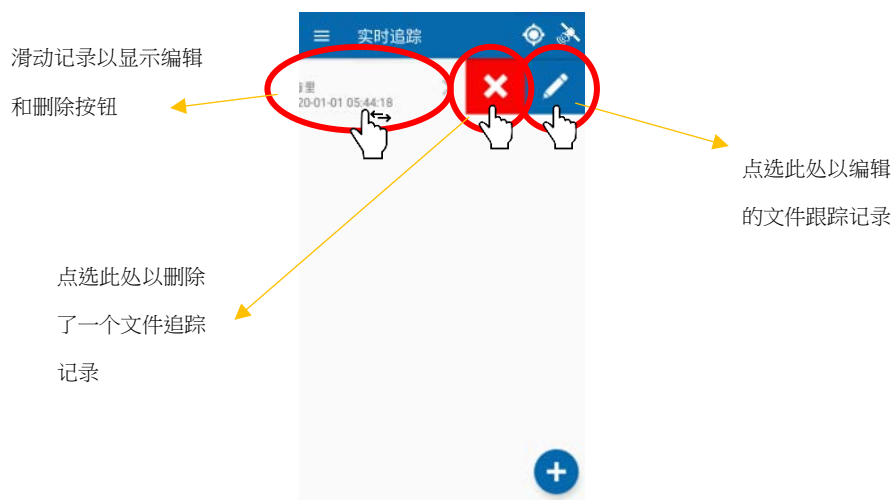 实时追踪
滑动记录以显示编辑
和删除按钮
20-01-01 05:44:18
点选此处以编辑
的文件跟踪记录
点选此处以删除
了一个文件追踪
记录